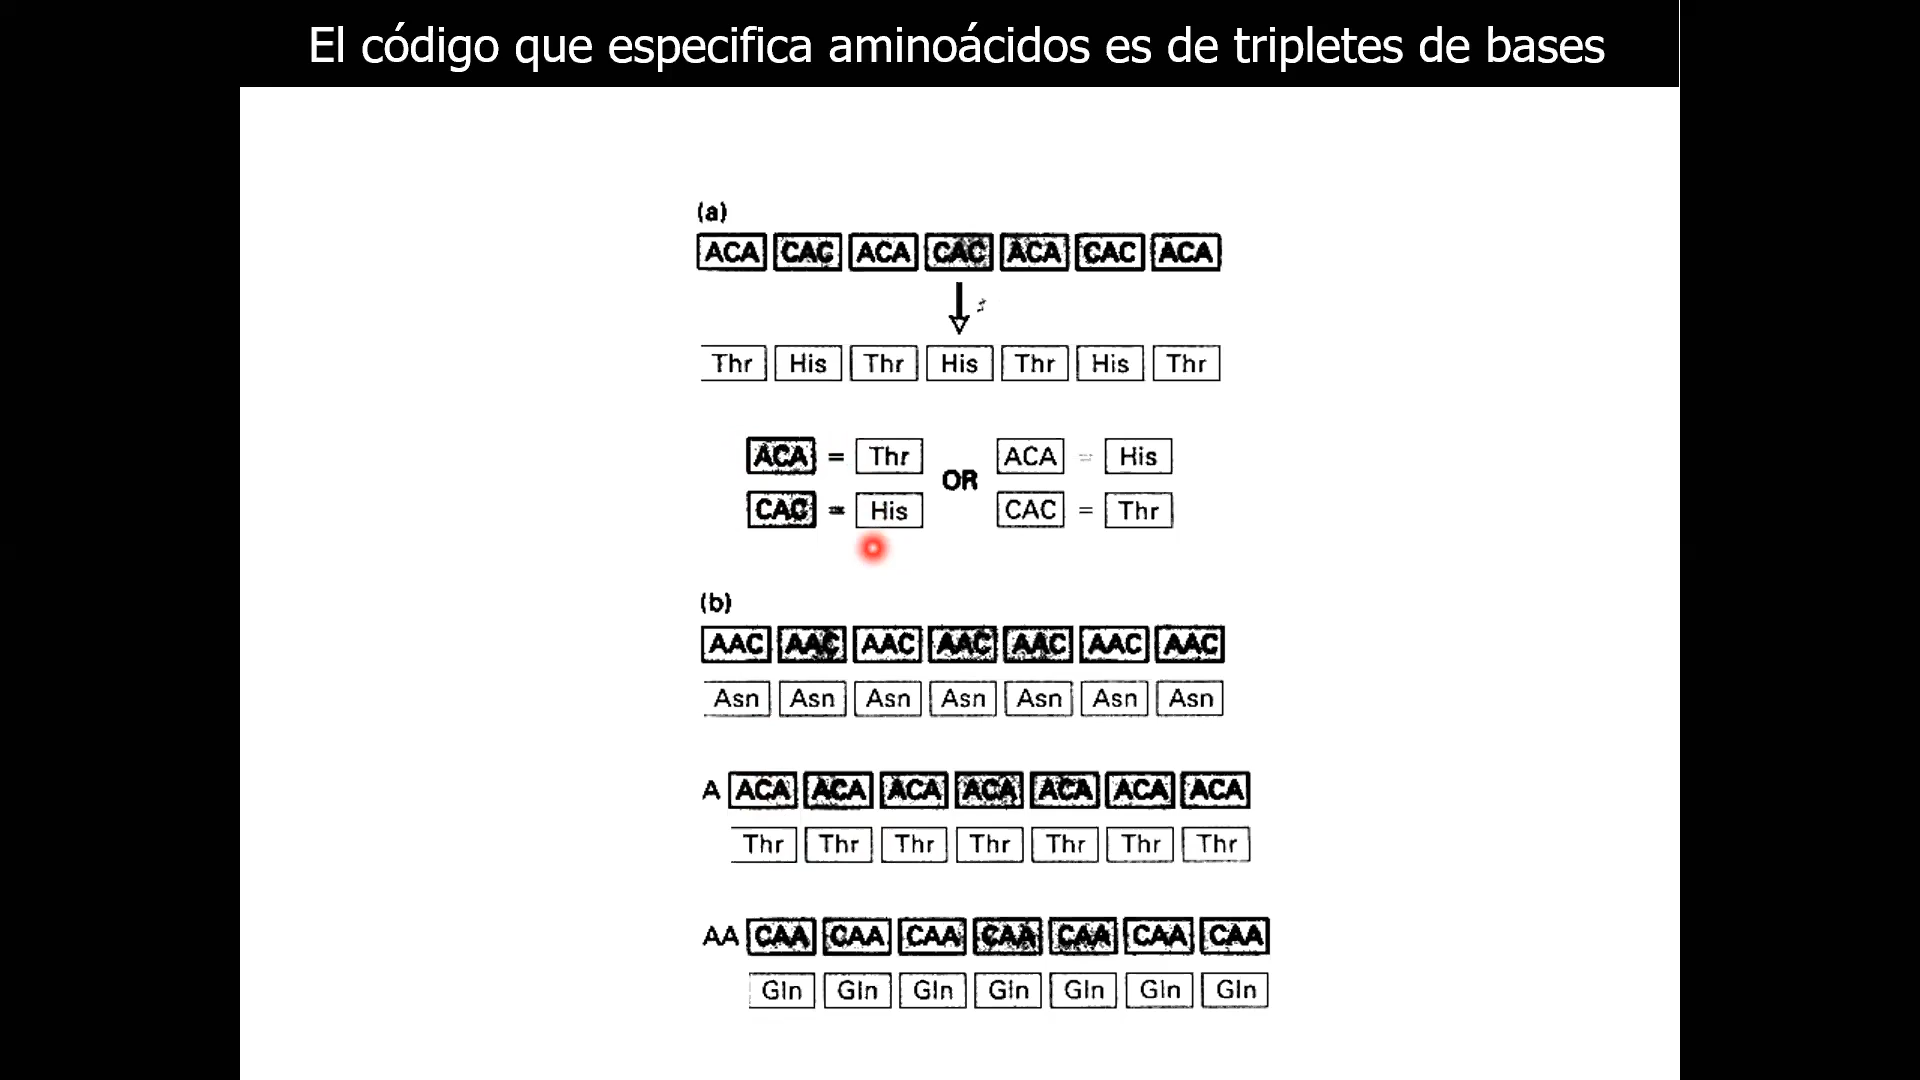 El código que especifica aminoácidos es de tripletes de bases
(a)
ACA CAC ACA CAC ACA CAC ACA
Thr His Thr His Thr His Thr
ACA = Thr OR ACA = His
CAC = His CAC = Thr
(b)
AAC AAC AAC AAC AAC AAC AAC
Asn Asn Asn Asn Asn Asn Asn
A ACA ACA ACA ACA ACA ACA ACA
Thr Thr Thr Thr Thr Thr Thr
AA CAA CAA CAA CAA CAA CAA CAA
Gln Gln Gln Gln Gln Gln Gln